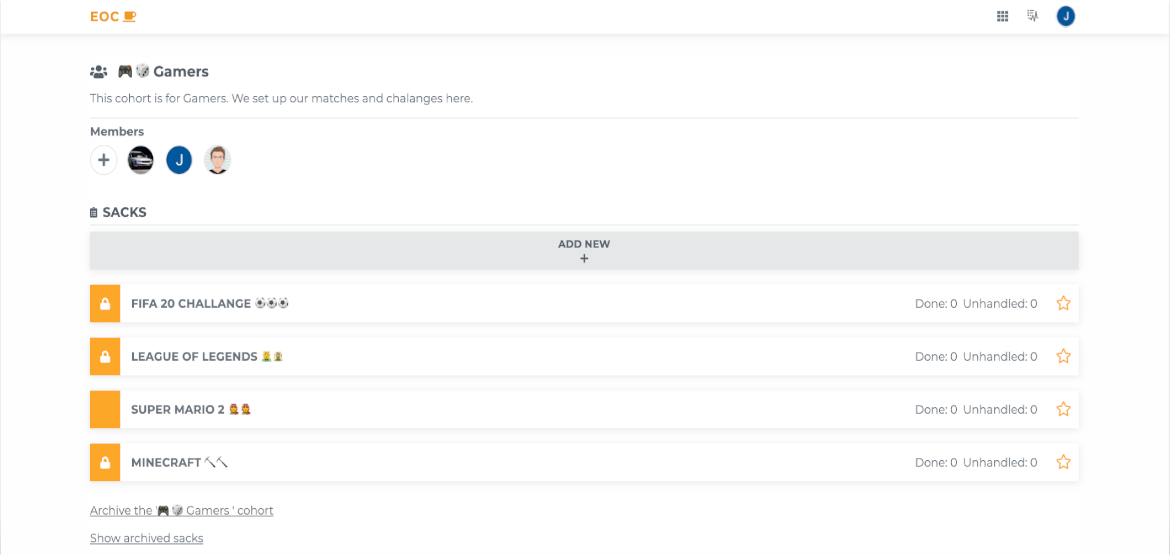 EOC
J
Gamers
This cohort is for Gamers. We set up our matches and chalanges here.
Members
J
SACKS
ADD NEW
FIFA 20 CHALLANGE Done: 0 Unhandled: 0
LEAGUE OF LEGENDS Done: 0 Unhandled: 0
SUPER MARIO 2 Done: 0 Unhandled: 0
MINECRAFT Done: 0 Unhandled: 0
Archive the '🎮🎲 Gamers ' cohort
Show archived sacks